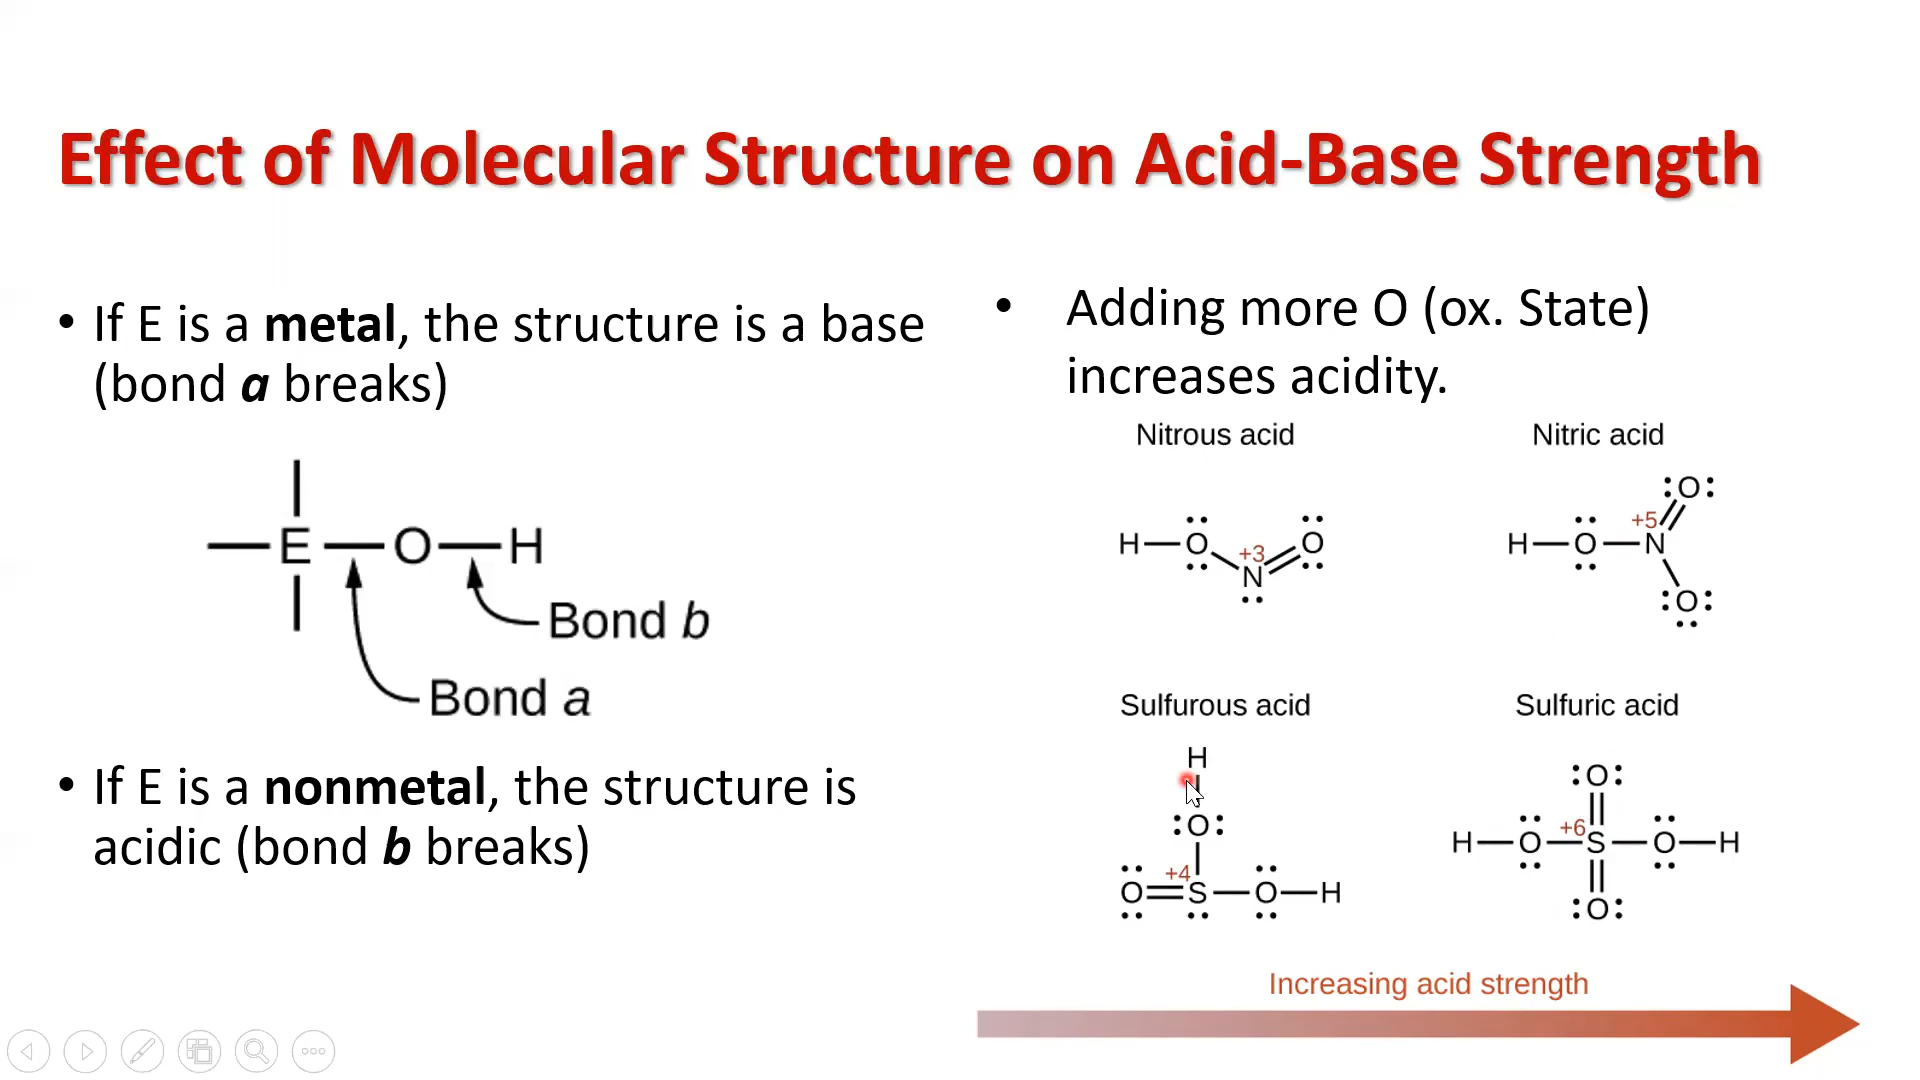 Effect of Molecular Structure on Acid-Base Strength
• If E is a metal, the structure is a base
(bond a breaks)
E O H
Bond b
Bond a
• If E is a nonmetal, the structure is
acidic (bond b breaks)
• Adding more O (ox. State)
increases acidity.
Nitrous acid
H O +3 N O
Nitric acid
O
H O +5 N
O
Sulfurous acid
H
O
O +4 S O H
Sulfuric acid
O
H O +6 S O H
O
Increasing acid strength